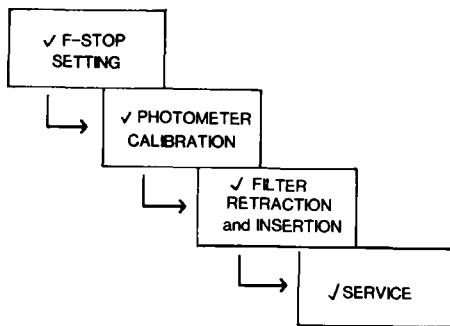 ✓ F-STOP
SETTING
✓ PHOTOMETER
CALIBRATION
✓ FILTER
RETRACTION
and INSERTION
✓ SERVICE